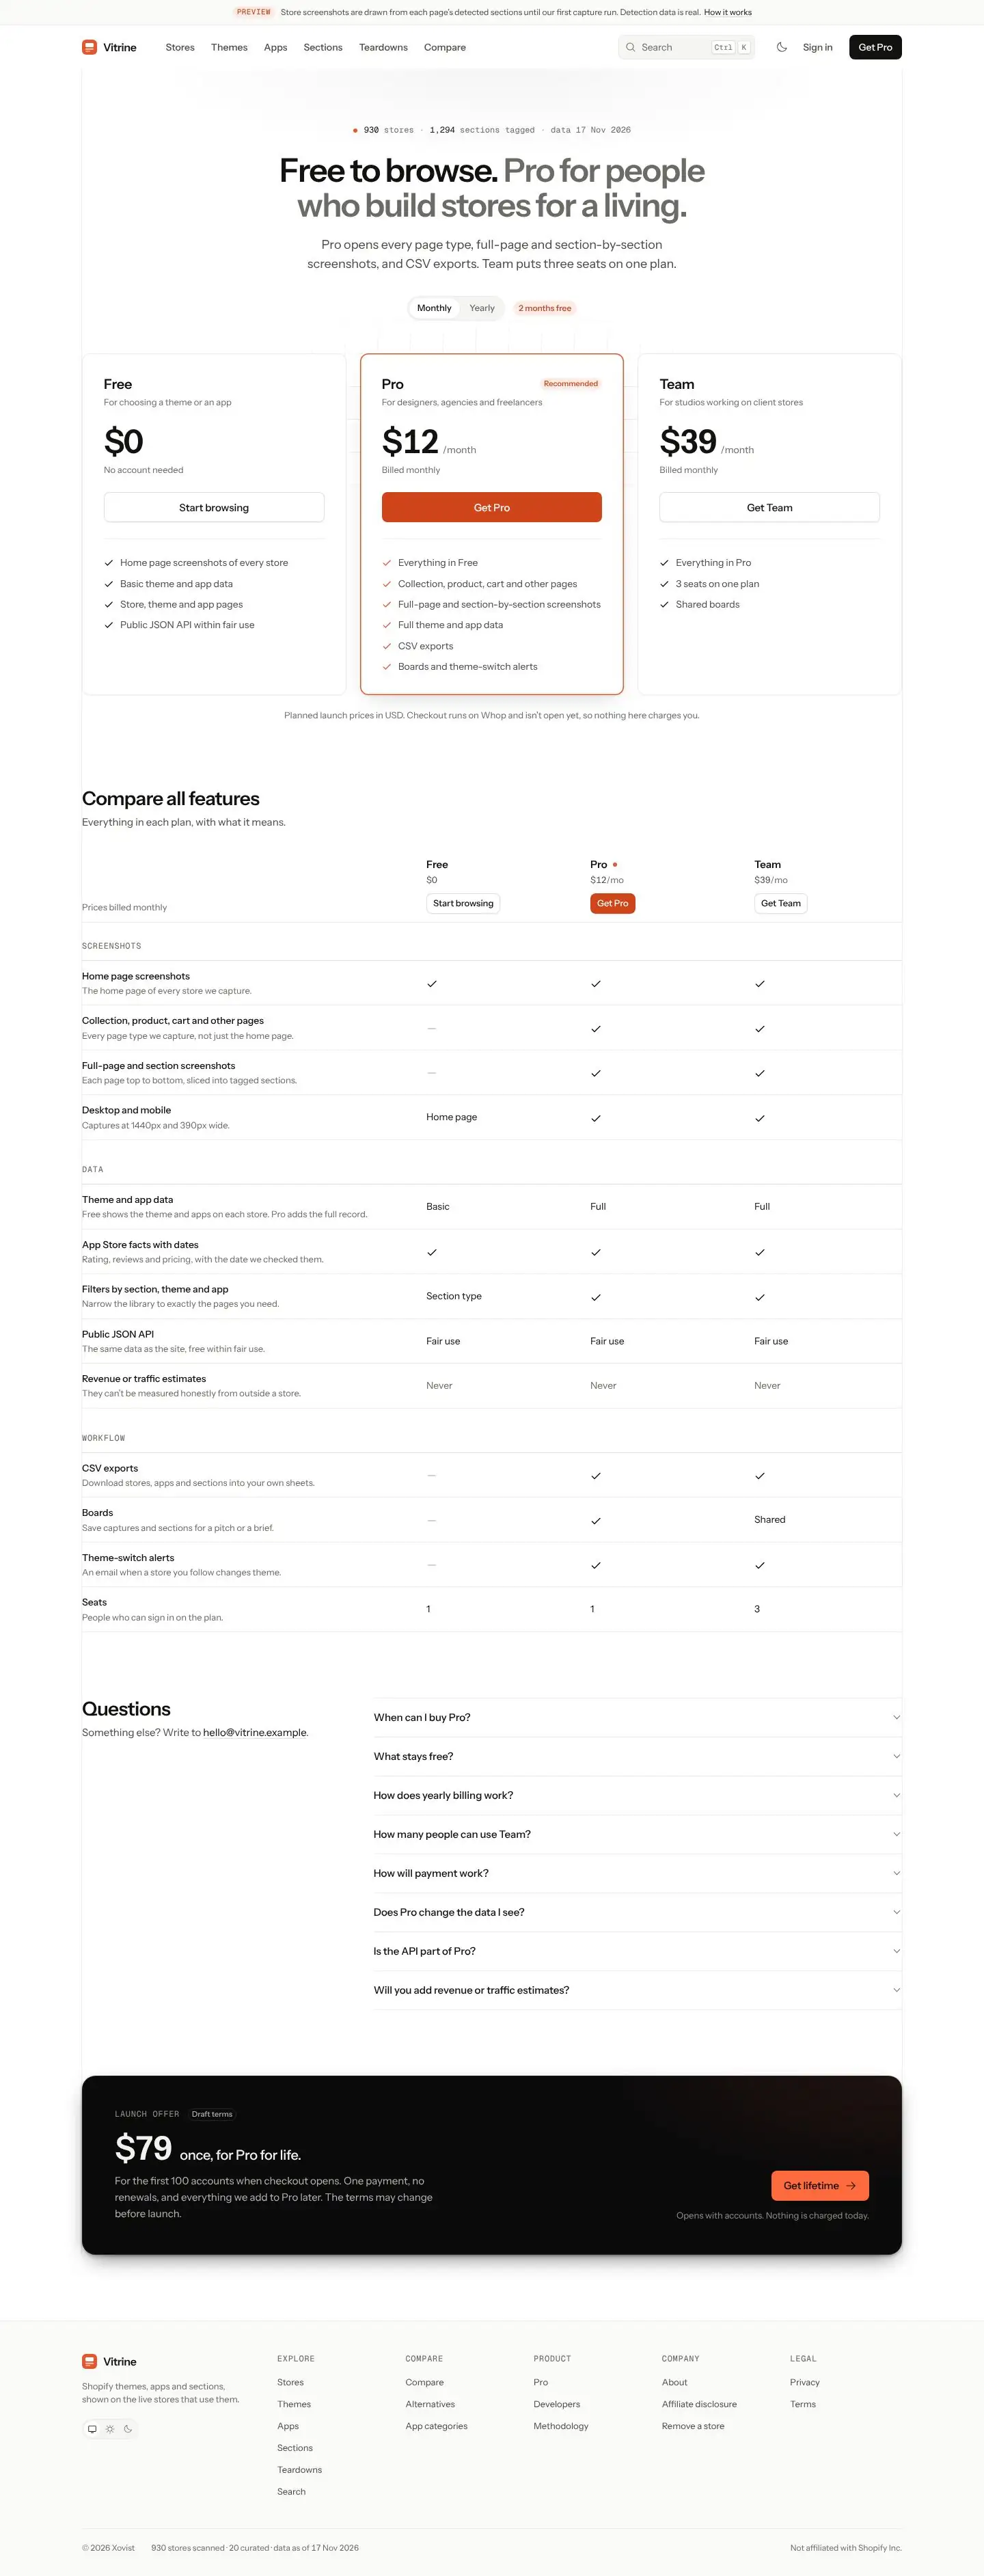 PREVIEW Store screenshots are drawn from each page's detected sections until our first capture run. Detection data is real. How it works
Vitrine Stores Themes Apps Sections Teardowns Compare Search Ctrl K Sign in Get Pro
930 stores · 1,294 sections tagged · data 17 Nov 2026
Free to browse. Pro for people
who build stores for a living.
Pro opens every page type, full-page and section-by-section
screenshots, and CSV exports. Team puts three seats on one plan.
Monthly Yearly 2 months free
Free
For choosing a theme or an app
$0
No account needed
Start browsing
Home page screenshots of every store
Basic theme and app data
Store, theme and app pages
Public JSON API within fair use
Pro Recommended
For designers, agencies and freelancers
$12 /month
Billed monthly
Get Pro
Everything in Free
Collection, product, cart and other pages
Full-page and section-by-section screenshots
Full theme and app data
CSV exports
Boards and theme-switch alerts
Team
For studios working on client stores
$39 /month
Billed monthly
Get Team
Everything in Pro
3 seats on one plan
Shared boards
Planned launch prices in USD. Checkout runs on Whop and isn't open yet, so nothing here charges you.
Compare all features
Everything in each plan, with what it means.
Free Pro Team
$0 $12/mo $39/mo
Prices billed monthly Start browsing Get Pro Get Team
SCREENSHOTS
Home page screenshots
The home page of every store we capture.
Collection, product, cart and other pages
Every page type we capture, not just the home page.
Full-page and section screenshots
Each page top to bottom, sliced into tagged sections.
Desktop and mobile Home page
Captures at 1440px and 390px wide.
DATA
Theme and app data Basic Full Full
Free shows the theme and apps on each store. Pro adds the full record.
App Store facts with dates
Rating, reviews and pricing, with the date we checked them.
Filters by section, theme and app Section type
Narrow the library to exactly the pages you need.
Public JSON API Fair use Fair use Fair use
The same data as the site, free within fair use.
Revenue or traffic estimates Never Never Never
They can't be measured honestly from outside a store.
WORKFLOW
CSV exports
Download stores, apps and sections into your own sheets.
Boards Shared
Save captures and sections for a pitch or a brief.
Theme-switch alerts
An email when a store you follow changes theme.
Seats 1 1 3
People who can sign in on the plan.
Questions
Something else? Write to hello@vitrine.example.
When can I buy Pro?
What stays free?
How does yearly billing work?
How many people can use Team?
How will payment work?
Does Pro change the data I see?
Is the API part of Pro?
Will you add revenue or traffic estimates?
LAUNCH OFFER Draft terms
$79 once, for Pro for life.
For the first 100 accounts when checkout opens. One payment, no
renewals, and everything we add to Pro later. The terms may change
before launch.
Get lifetime
Opens with accounts. Nothing is charged today.
Vitrine
Shopify themes, apps and sections,
shown on the live stores that use them.
EXPLORE
Stores
Themes
Apps
Sections
Teardowns
Search
COMPARE
Compare
Alternatives
App categories
PRODUCT
Pro
Developers
Methodology
COMPANY
About
Affiliate disclosure
Remove a store
LEGAL
Privacy
Terms
© 2026 Xovist 930 stores scanned · 20 curated · data as of 17 Nov 2026 Not affiliated with Shopify Inc.